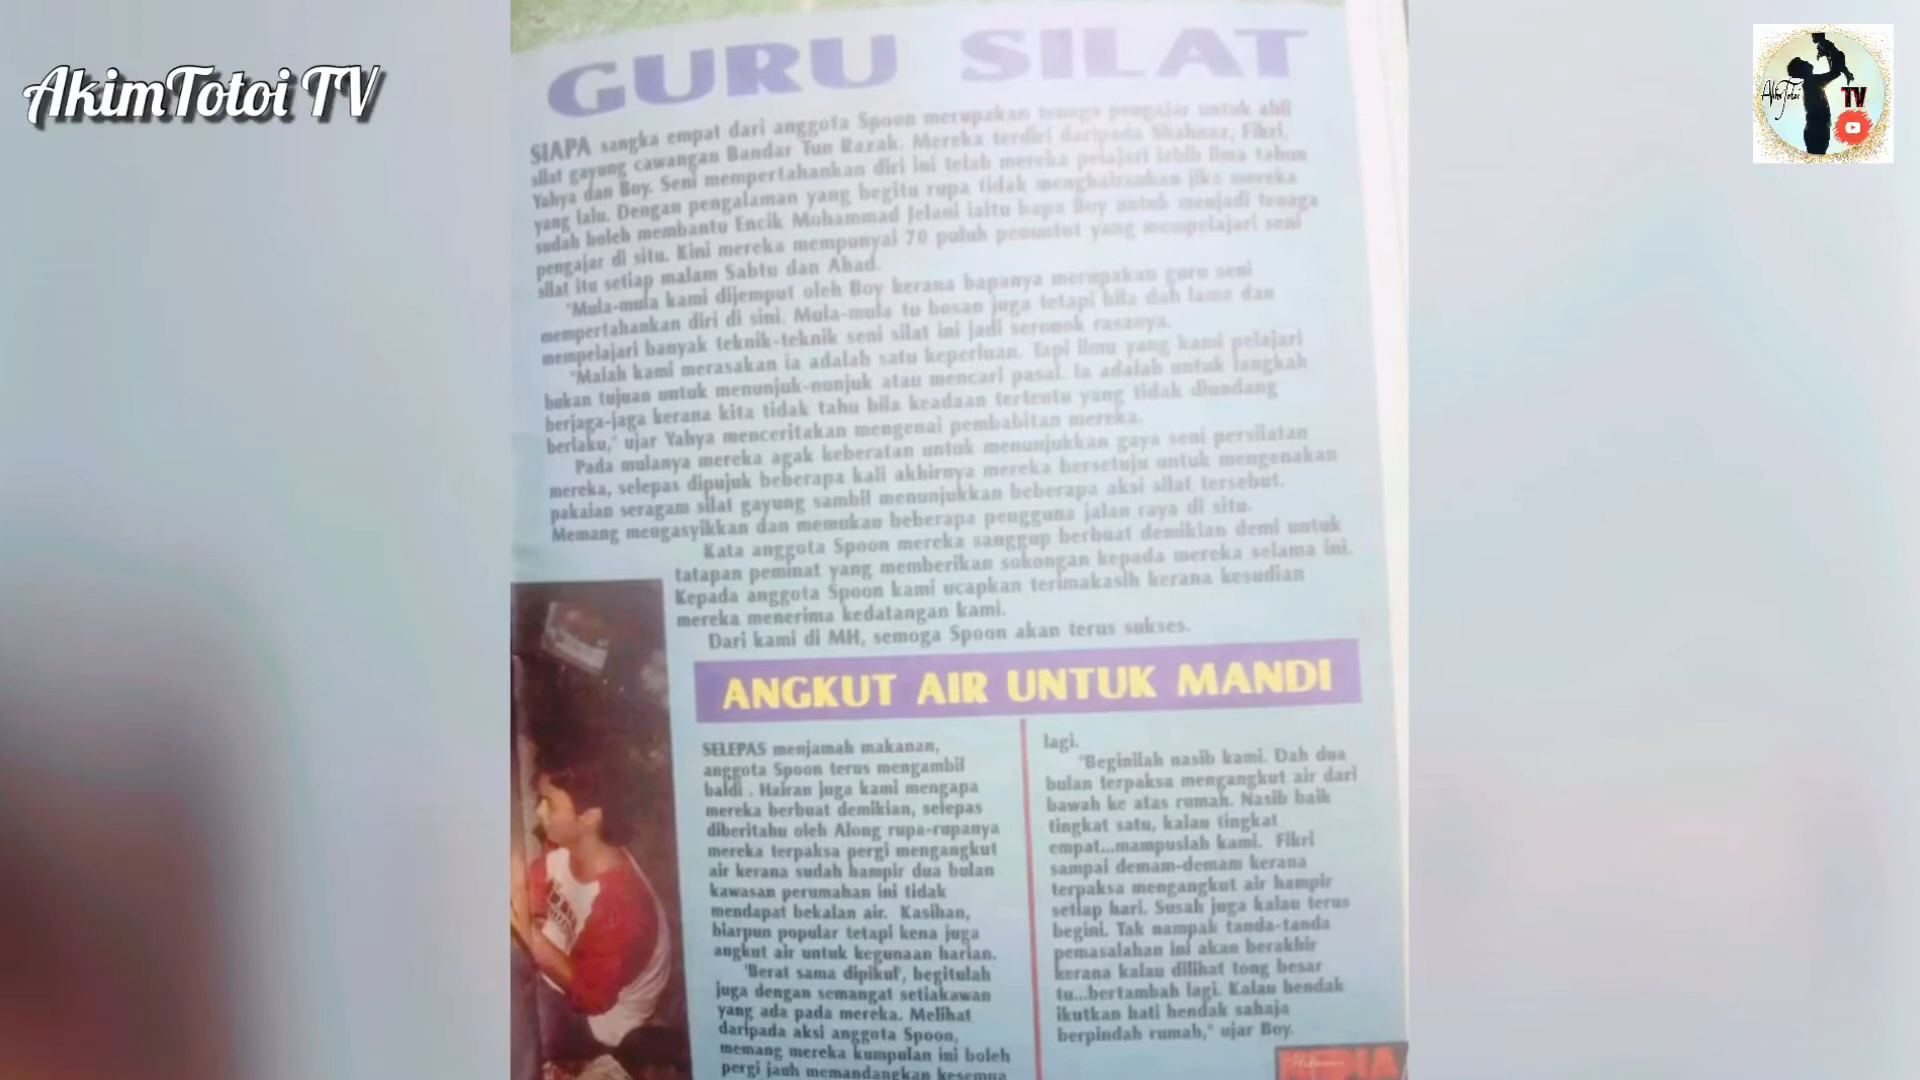 AkimTotoi TV
TV
GURU SILAT
SIAPA sangka empat dari anggota Spoon merupakan tenaga pengajar untuk ahli
silat gayung cawangan Bandar Tun Razak. Mereka terdiri daripada Shahnaz, Fikri,
Yahya dan Boy. Seni mempertahankan diri ini telah mereka pelajari lebih lima tahun
yang lalu. Dengan pengalaman yang begitu rupa tidak menghairankan jika mereka
sudah boleh membantu Encik Mohammad Jelani iaitu bapa Boy untuk menjadi tenaga
pengajar di situ. Kini mereka mempunyai 70 puluh penuntut yang mempelajari seni
silat itu setiap malam Sabtu dan Ahad.
"Mula-mula kami dijemput oleh Boy kerana bapanya merupakan guru seni
mempertahankan diri di sini. Mula-mula tu bosan juga tetapi bila dah lama dan
mempelajari banyak teknik-teknik seni silat ini jadi seronok rasanya.
"Malah kami merasakan ia adalah satu keperluan. Tapi ilmu yang kami pelajari
bukan tujuan untuk menunjuk-nunjuk atau mencari pasal. Ia adalah untuk langkah
berjaga-jaga kerana kita tidak tahu bila keadaan tertentu yang tidak diundang
berlaku," ujar Yahya menceritakan mengenai pembabitan mereka.
Pada mulanya mereka agak keberatan untuk menunjukkan gaya seni persilatan
mereka, selepas dipujuk beberapa kali akhirnya mereka bersetuju untuk mengenakan
pakaian seragam silat gayung sambil menunjukkan beberapa aksi silat tersebut.
Memang mengasyikkan dan memukau beberapa pengguna jalan raya di situ.
Kata anggota Spoon mereka sanggup berbuat demikian demi untuk
tatapan peminat yang memberikan sokongan kepada mereka selama ini.
Kepada anggota Spoon kami ucapkan terimakasih kerana kesudian
mereka menerima kedatangan kami.
Dari kami di MH, semoga Spoon akan terus sukses.
ANGKUT AIR UNTUK MANDI
SELEPAS menjamah makanan,
anggota Spoon terus mengambil
baldi . Hairan juga kami mengapa
mereka berbuat demikian, selepas
diberitahu oleh Along rupa-rupanya
mereka terpaksa pergi mengangkut
air kerana sudah hampir dua bulan
kawasan perumahan ini tidak
mendapat bekalan air. Kasihan,
biarpun popular tetapi kena juga
angkut air untuk kegunaan harian.
'Berat sama dipikul', begitulah
juga dengan semangat setiakawan
yang ada pada mereka. Melihat
daripada aksi anggota Spoon,
memang mereka kumpulan ini boleh
pergi jauh memandangkan kesemua
lagi.
"Beginilah nasib kami. Dah dua
bulan terpaksa mengangkut air dari
bawah ke atas rumah. Nasib baik
tingkat satu, kalau tingkat
empat...mampuslah kami. Fikri
sampai demam-demam kerana
terpaksa mengangkut air hampir
setiap hari. Susah juga kalau terus
begini. Tak nampak tanda-tanda
pemasalahan ini akan berakhir
kerana kalau dilihat tong besar
tu...bertambah lagi. Kalau hendak
ikutkan hati hendak sahaja
berpindah rumah," ujar Boy.